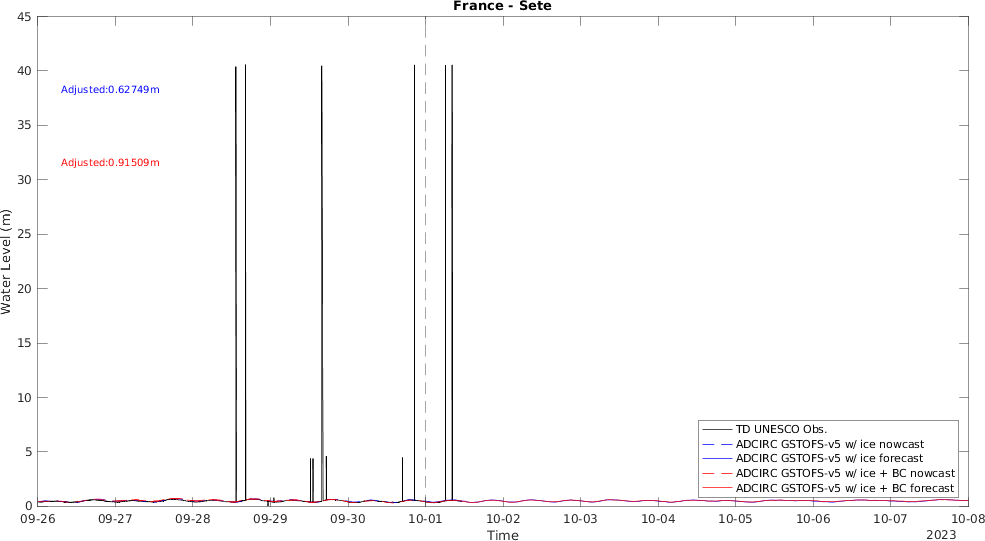 France - Sete
45
40
35
30
25
20
15
10
5
0
Water Level (m)
Adjusted:0.62749m
Adjusted:0.91509m
TD UNESCO Obs.
ADCIRC GSTOFS-v5 w/ ice nowcast
ADCIRC GSTOFS-v5 w/ ice forecast
ADCIRC GSTOFS-v5 w/ ice + BC nowcast
ADCIRC GSTOFS-v5 w/ ice + BC forecast
09-26 09-27 09-28 09-29 09-30 10-01 10-02 10-03 10-04 10-05 10-06 10-07 10-08
Time
2023